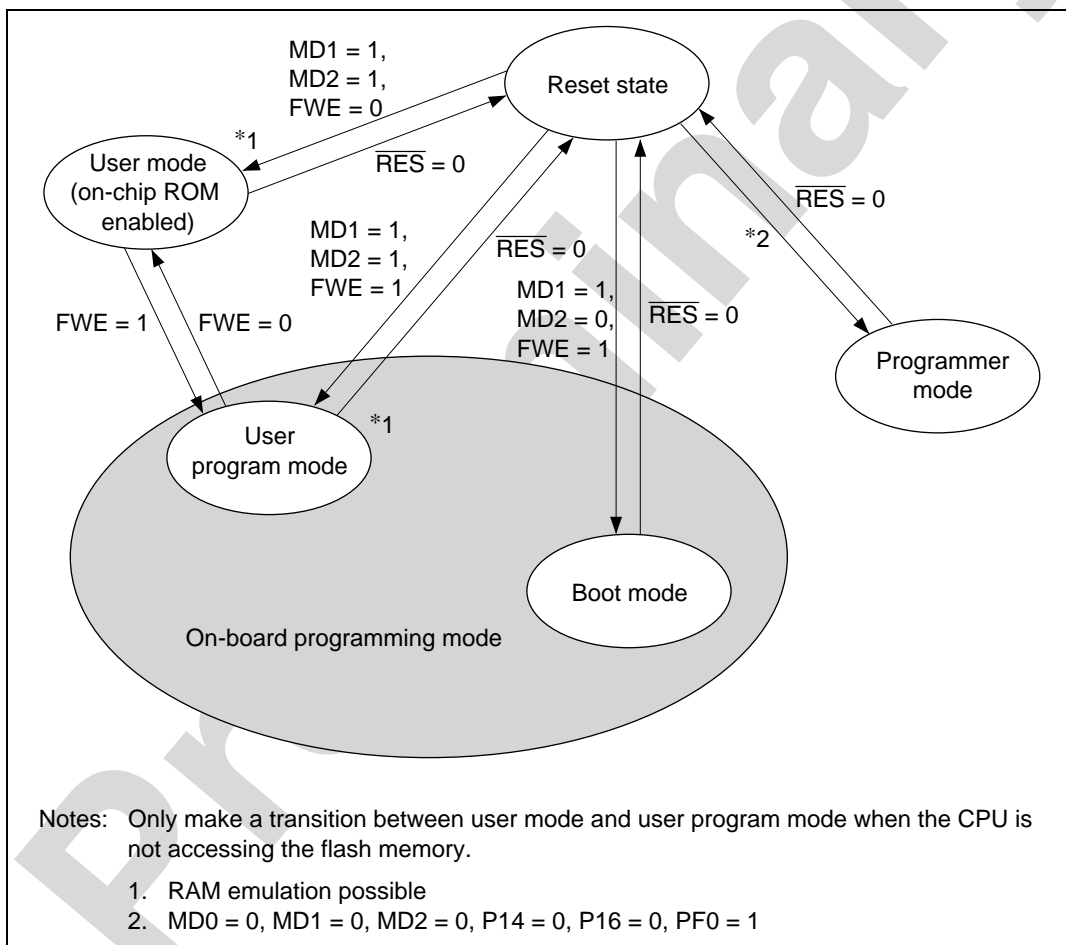 MD1 = 1,
MD2 = 1,
FWE = 0
Reset state
*1
RES = 0
User mode
(on-chip ROM
enabled)
RES = 0
*2
MD1 = 1,
MD2 = 1,
FWE = 1
RES = 0
MD1 = 1,
MD2 = 0,
FWE = 1
RES = 0
FWE = 1
FWE = 0
Programmer
mode
*1
User
program mode
Boot mode
On-board programming mode
Notes: Only make a transition between user mode and user program mode when the CPU is
not accessing the flash memory.
1. RAM emulation possible
2. MD0 = 0, MD1 = 0, MD2 = 0, P14 = 0, P16 = 0, PF0 = 1